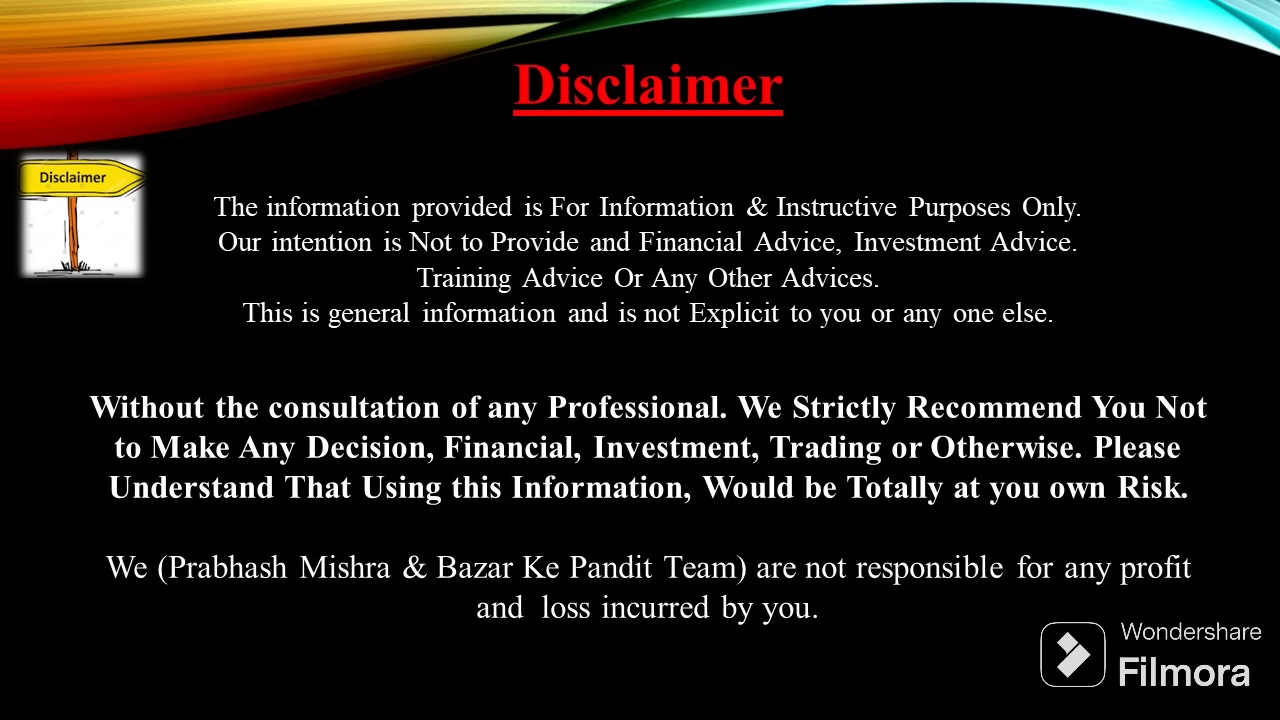 Disclaimer
Disclaimer
The information provided is For Information & Instructive Purposes Only.
Our intention is Not to Provide and Financial Advice, Investment Advice.
Training Advice Or Any Other Advices.
This is general information and is not Explicit to you or any one else.
Without the consultation of any Professional. We Strictly Recommend You Not
to Make Any Decision, Financial, Investment, Trading or Otherwise. Please
Understand That Using this Information, Would be Totally at you own Risk.
We (Prabhash Mishra & Bazar Ke Pandit Team) are not responsible for any profit
and loss incurred by you.
Wondershare
Filmora